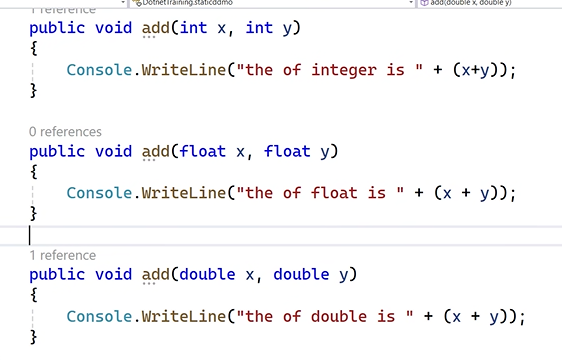 DotnetTraining.staticddmo add(double x, double y)
1 reference
public void add(int x, int y)
{
Console.WriteLine("the of integer is " + (x+y));
}
0 references
public void add(float x, float y)
{
Console.WriteLine("the of float is " + (x + y));
}
1 reference
public void add(double x, double y)
{
Console.WriteLine("the of double is " + (x + y));
}